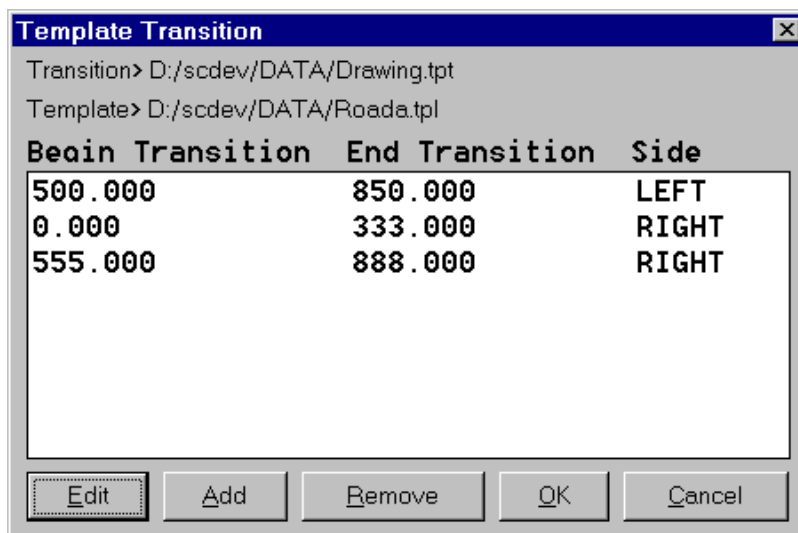 Template Transition
Transition> D:/scdev/DATA/Drawing.tpt
Template> D:/scdev/DATA/Roada.tpl
Begin Transition End Transition Side
500.000 850.000 LEFT
0.000 333.000 RIGHT
555.000 888.000 RIGHT
Edit Add Remove OK Cancel